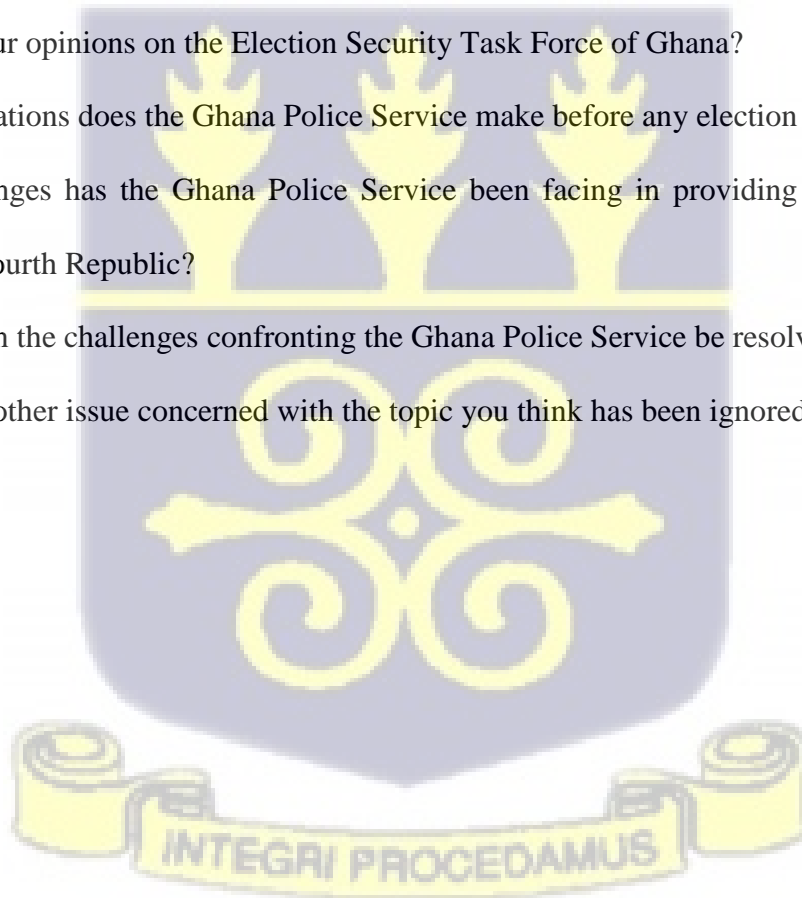 ur opinions on the Election Security Task Force of Ghana?
ations does the Ghana Police Service make before any election
nges has the Ghana Police Service been facing in providing
ourth Republic?
n the challenges confronting the Ghana Police Service be resolv
other issue concerned with the topic you think has been ignored
INTEGRI PROCEDAMUS